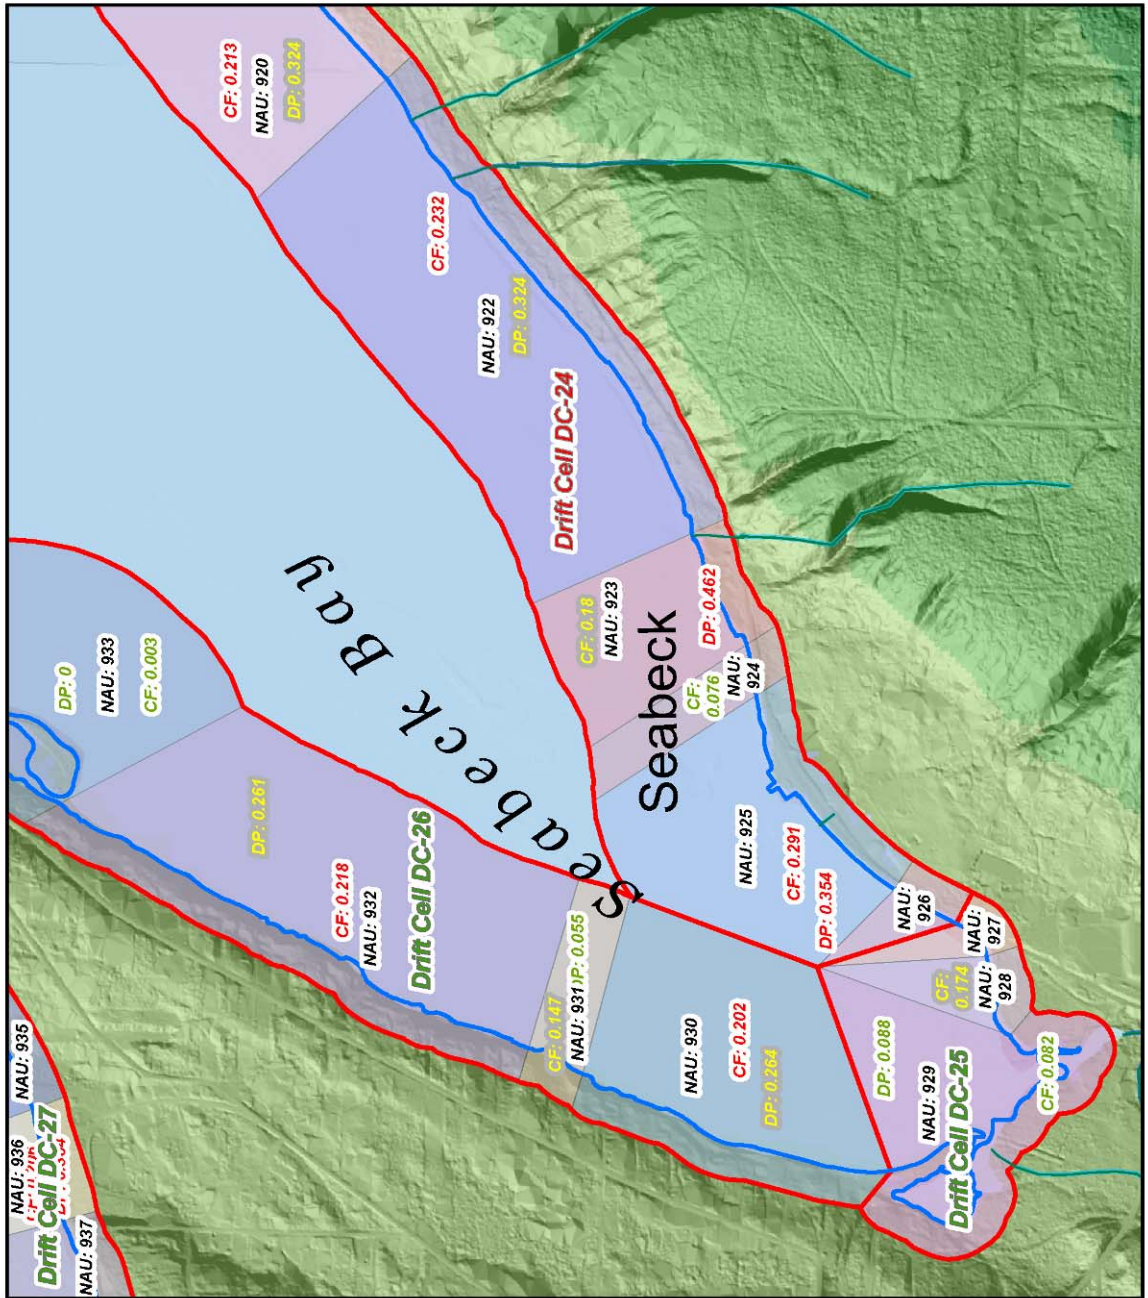 Drift Cell DC-27
NAU: 936
NAU: 937
NAU: 935
DP: 0
NAU: 933
CF: 0.003
DP: 0.261
CF: 0.218
NAU: 932
Drift Cell DC-26
CF: 0.147
NAU: 931
DP: 0.055
NAU: 930
CF: 0.202
DP: 0.264
Seabeck Bay
DP: 0.088
NAU: 929
Drift Cell DC-25
CF: 0.082
CF:
0.174
NAU:
928
NAU:
927
NAU:
926
NAU: 925
CF: 0.291
DP: 0.354
Seabeck
CF:
0.076
NAU:
924
CF: 0.18
NAU: 923
DP: 0.462
Drift Cell DC-24
CF: 0.232
NAU: 922
DP: 0.324
CF: 0.213
NAU: 920
DP: 0.324